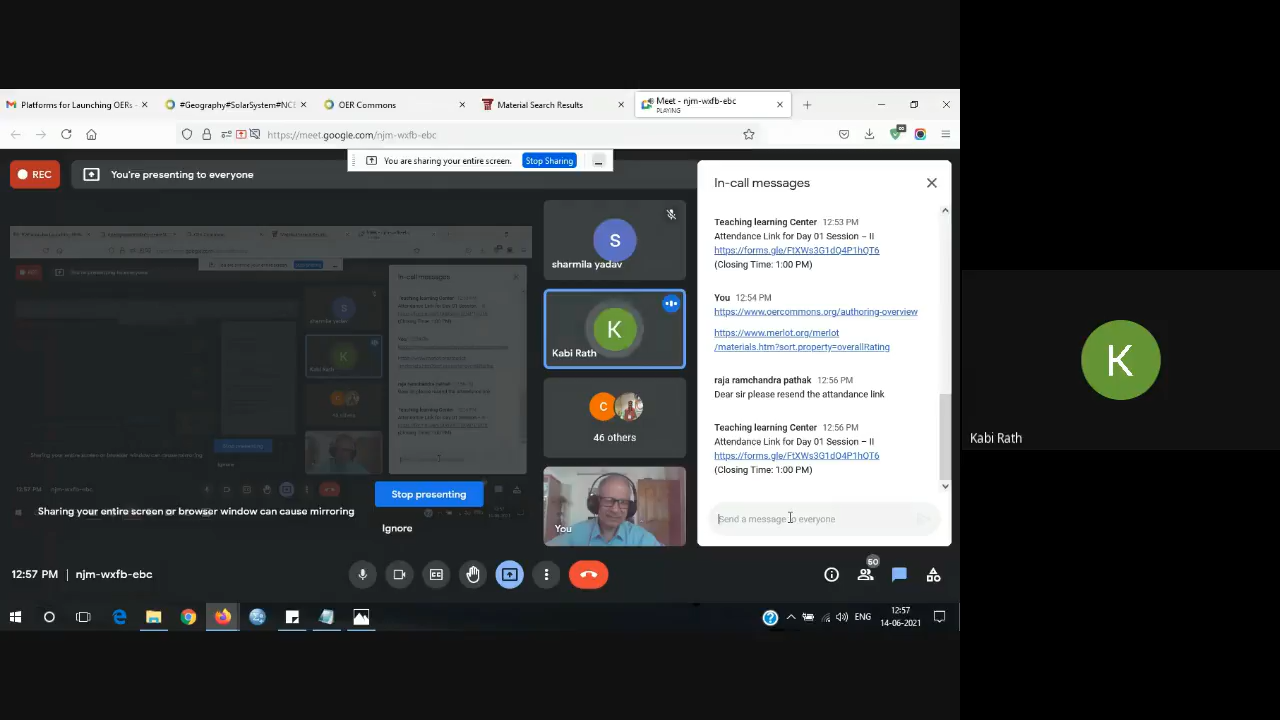 Platforms for Launching OERs -
#Geography#SolarSystem#NCE
OER Commons
Material Search Results
Meet - njm-wxfb-ebc
PLAYING
https://meet.google.com/njm-wxfb-ebc
You are sharing your entire screen.
Stop Sharing
REC
You're presenting to everyone
In-call messages
Teaching learning Center 12:53 PM
Attendance Link for Day 01 Session – II
https://forms.gle/FtXWs3G1dQ4P1hQT6
(Closing Time: 1:00 PM)
You 12:54 PM
https://www.oercommons.org/authoring-overview
https://www.merlot.org/merlot
/materials.htm?sort.property=overallRating
raja ramchandra pathak 12:56 PM
Dear sir please resend the attandance link
Teaching learning Center 12:56 PM
Attendance Link for Day 01 Session – II
https://forms.gle/FtXWs3G1dQ4P1hQT6
(Closing Time: 1:00 PM)
Send a message to everyone
S
sharmila yadav
K
Kabi Rath
C
46 others
You
Stop presenting
Sharing your entire screen or browser window can cause mirroring
Ignore
12:57 PM | njm-wxfb-ebc
50
ENG
12:57
14-06-2021
K
Kabi Rath